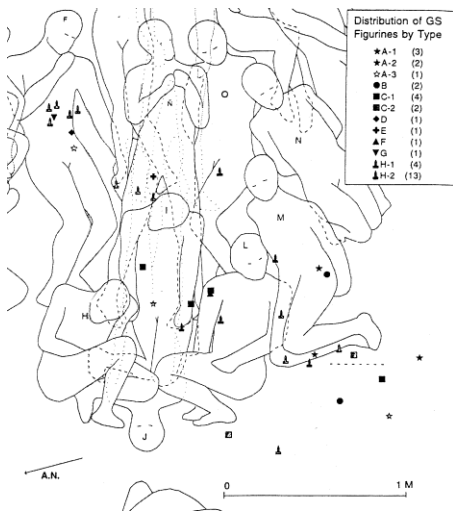 Distribution of GS
Figurines by Type
A-1 (3)
A-2 (2)
A-3 (1)
B (2)
C-1 (4)
C-2 (2)
D (1)
E (1)
F (1)
G (1)
H-1 (4)
H-2 (13)
F
Ñ
N
I
M
L
H
J
A.N.
0 1 M